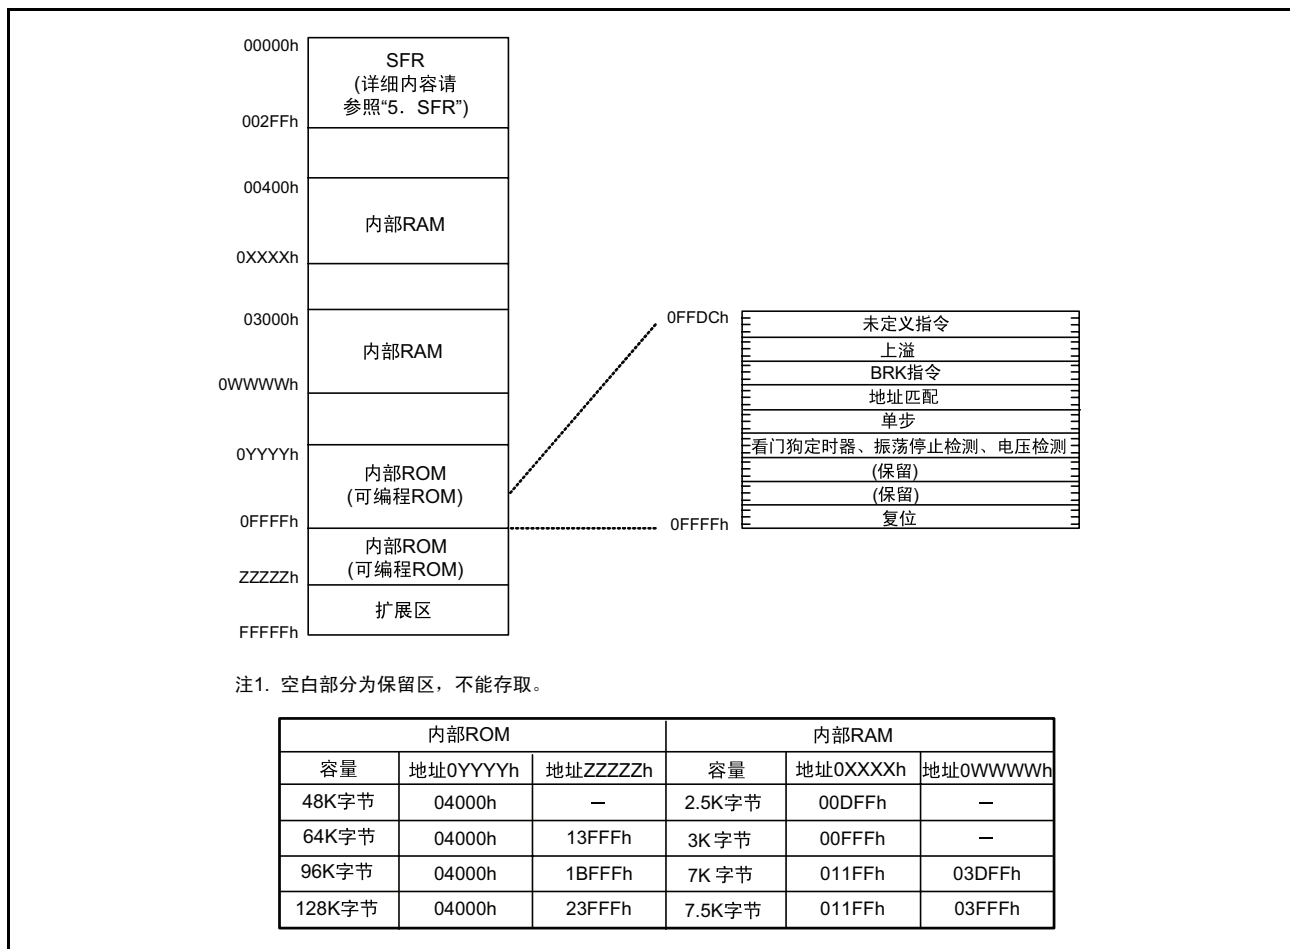 00000h
SFR
(详细内容请
参照“5．SFR”)
002FFh
00400h
内部RAM
0XXXXh
03000h
内部RAM
0WWWWh
0YYYYh
内部ROM
(可编程ROM)
0FFFFh
内部ROM
(可编程ROM)
ZZZZZh
扩展区
FFFFFh
0FFDCh
未定义指令
上溢
BRK指令
地址匹配
单步
看门狗定时器、振荡停止检测、电压检测
(保留)
(保留)
0FFFFh
复位
注1. 空白部分为保留区，不能存取。
内部ROM 内部RAM
容量 地址0YYYYh 地址ZZZZZh 容量 地址0XXXXh 地址0WWWWh
48K字节 04000h － 2.5K字节 00DFFh －
64K字节 04000h 13FFFh 3K 字节 00FFFh －
96K字节 04000h 1BFFFh 7K 字节 011FFh 03DFFh
128K字节 04000h 23FFFh 7.5K字节 011FFh 03FFFh